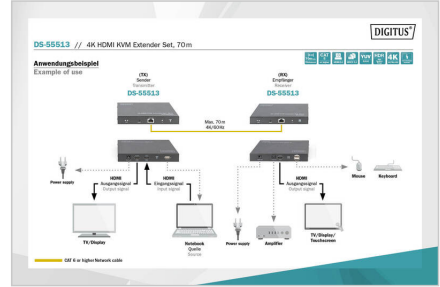 DIGITUS®
DS-55513 // 4K HDMI KVM Extender Set, 70m
Anwendungsbeispiel
Example of use
(TX)
Sender
Transmitter
DS-55513
(RX)
Empfänger
Receiver
DS-55513
Max. 70 m
4K/60Hz
Power supply
HDMI
Ausgangssignal
Output signal
HDMI
Eingangssignal
Input signal
HDMI
Ausgangssignal
Output signal
Mouse
Keyboard
TV/Display
Notebook
Quelle
Source
Power supply
Amplifier
TV/Display/
Touchscreen
CAT 6 or higher Network cable